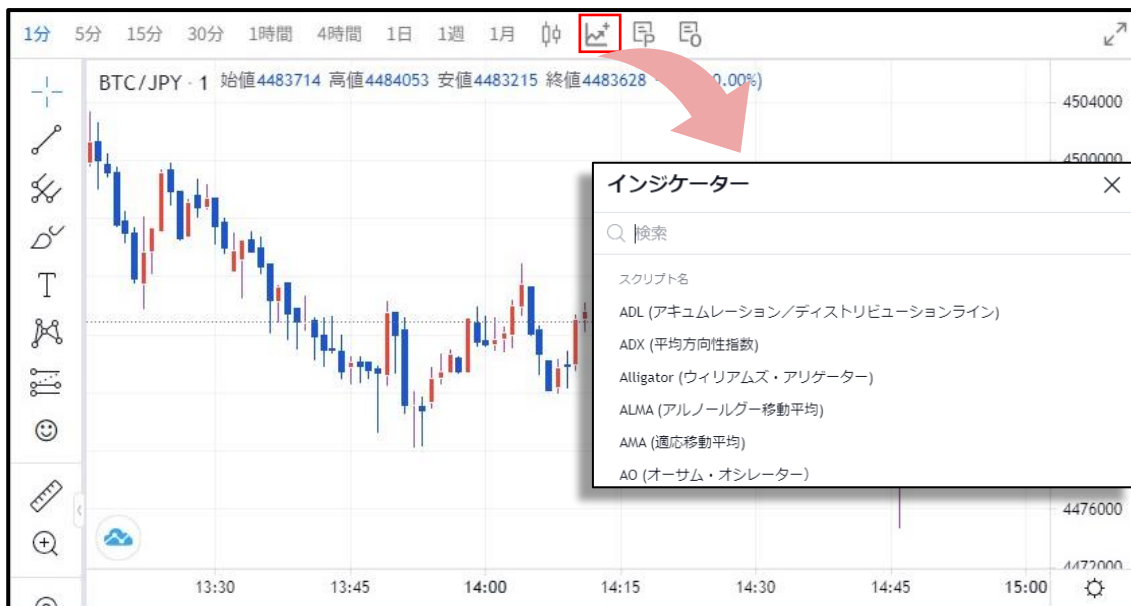 1分 5分 15分 30分 1時間 4時間 1日 1週 1月
BTC/JPY · 1 始値4483714 高値4484053 安値4483215 終値4483628 0.00%)
4504000
4500000
インジケーター
検索
スクリプト名
ADL (アキュムレーション／ディストリビューションライン)
ADX (平均方向性指数)
Alligator (ウィリアムズ・アリゲーター)
ALMA (アルノールグー移動平均)
AMA (適応移動平均)
AO (オーサム・オシレーター)
4476000
4472000
13:30 13:45 14:00 14:15 14:30 14:45 15:00